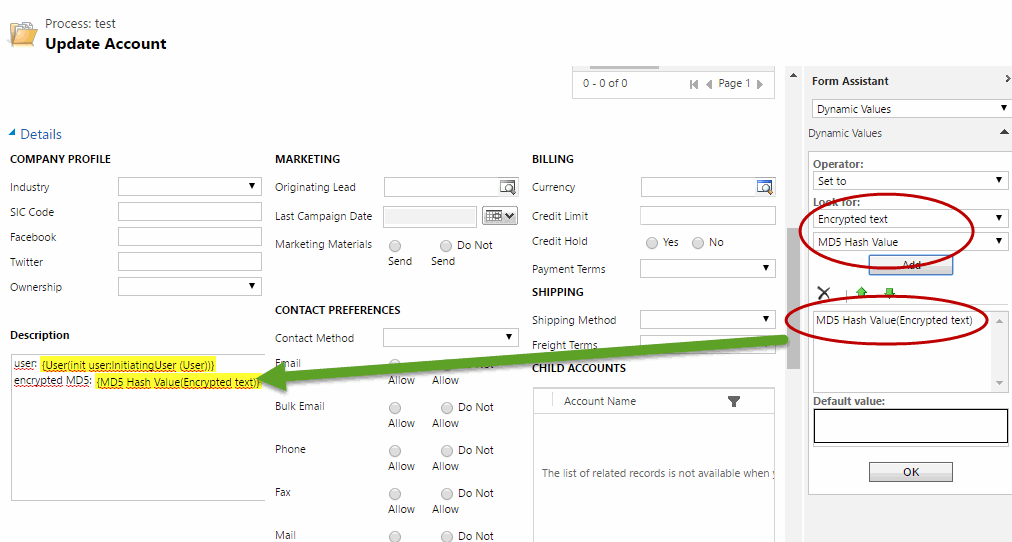 Process: test
Update Account
0 - 0 of 0
Page 1
Details
COMPANY PROFILE
Industry
SIC Code
Facebook
Twitter
Ownership
Description
user: {User(init user:InitiatingUser (User))}
encrypted MD5: {MD5 Hash Value(Encrypted text)}
MARKETING
Originating Lead
Last Campaign Date
Marketing Materials
Send
Do Not
Send
CONTACT PREFERENCES
Contact Method
Email
Allow
Allow
Bulk Email
Allow
Do Not
Allow
Phone
Allow
Do Not
Allow
Fax
Allow
Do Not
Allow
Mail
Do Not
BILLING
Currency
Credit Limit
Credit Hold
Yes
No
Payment Terms
SHIPPING
Shipping Method
Freight Terms
CHILD ACCOUNTS
Account Name
The list of related records is not available when
Form Assistant
Dynamic Values
Dynamic Values
Operator:
Set to
Look for:
Encrypted text
MD5 Hash Value
Add
MD5 Hash Value(Encrypted text)
Default value:
OK